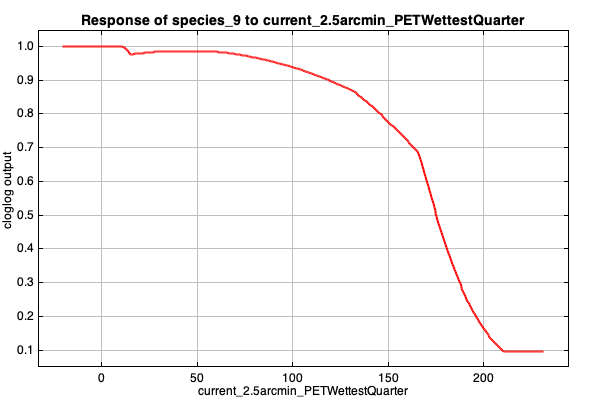 Response of species_9 to current_2.5arcmin_PETWettestQuarter
cloglog output
1.0
0.9
0.8
0.7
0.6
0.5
0.4
0.3
0.2
0.1
0 50 100 150 200
current_2.5arcmin_PETWettestQuarter